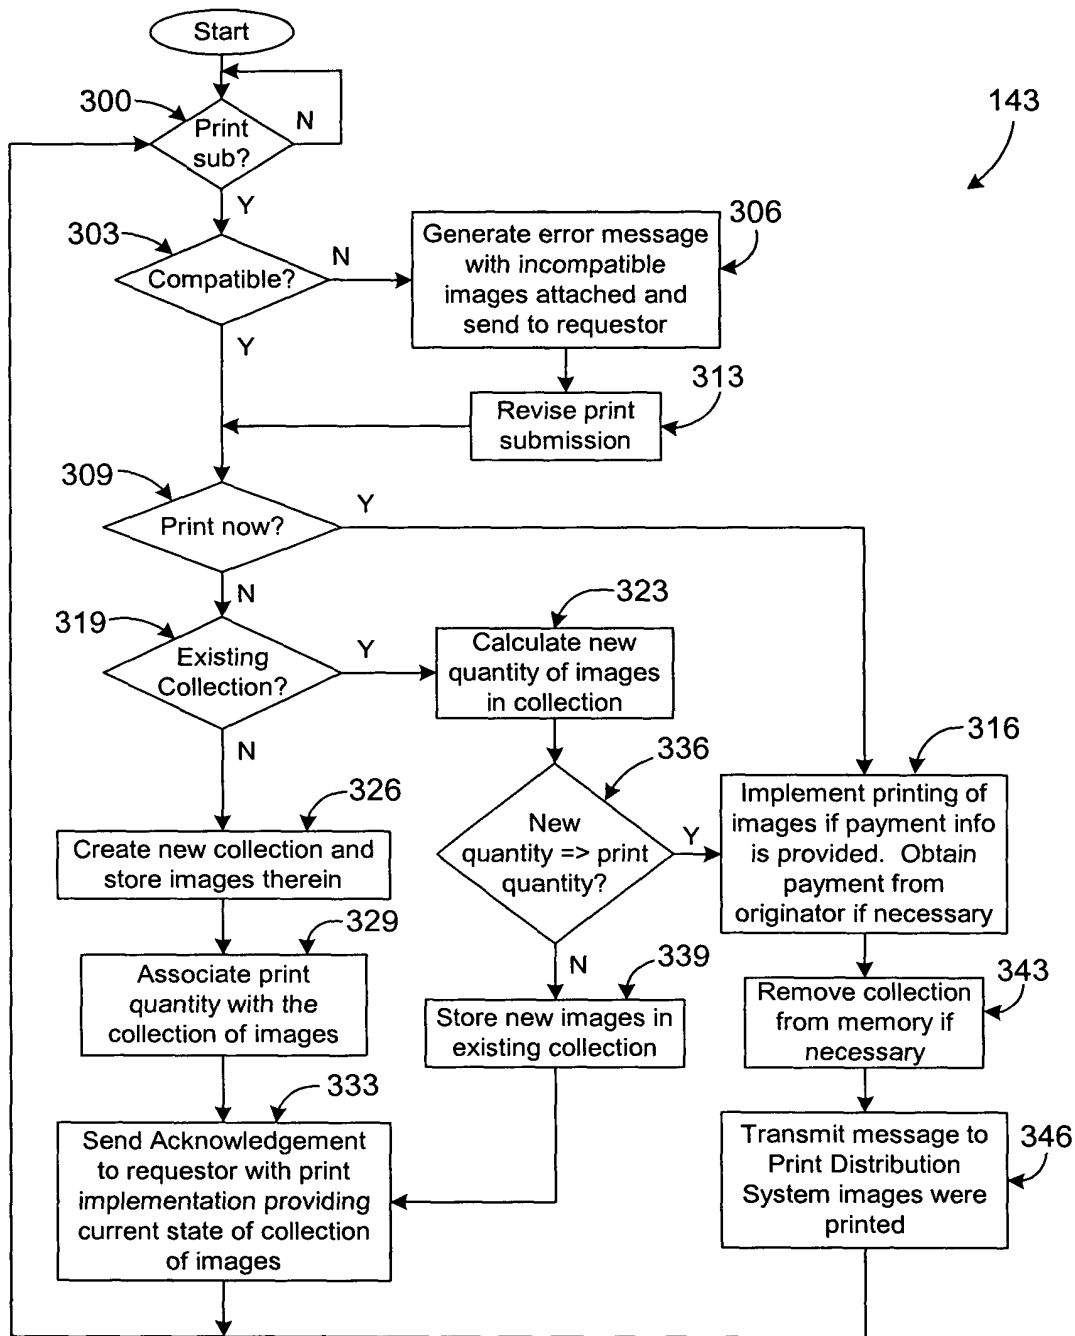 Start
300
Print
sub?
N
143
Y
303
Compatible?
N
Generate error message
with incompatible
images attached and
send to requestor
306
Y
Revise print
submission
313
309
Print now?
Y
N
319
Existing
Collection?
Y
Calculate new
quantity of images
in collection
323
N
336
New
quantity => print
quantity?
Y
Implement printing of
images if payment info
is provided. Obtain
payment from
originator if necessary
316
326
Create new collection and
store images therein
329
Associate print
quantity with the
collection of images
N
339
Store new images in
existing collection
Remove collection
from memory if
necessary
343
333
Send Acknowledgement
to requestor with print
implementation providing
current state of collection
of images
Transmit message to
Print Distribution
System images were
printed
346